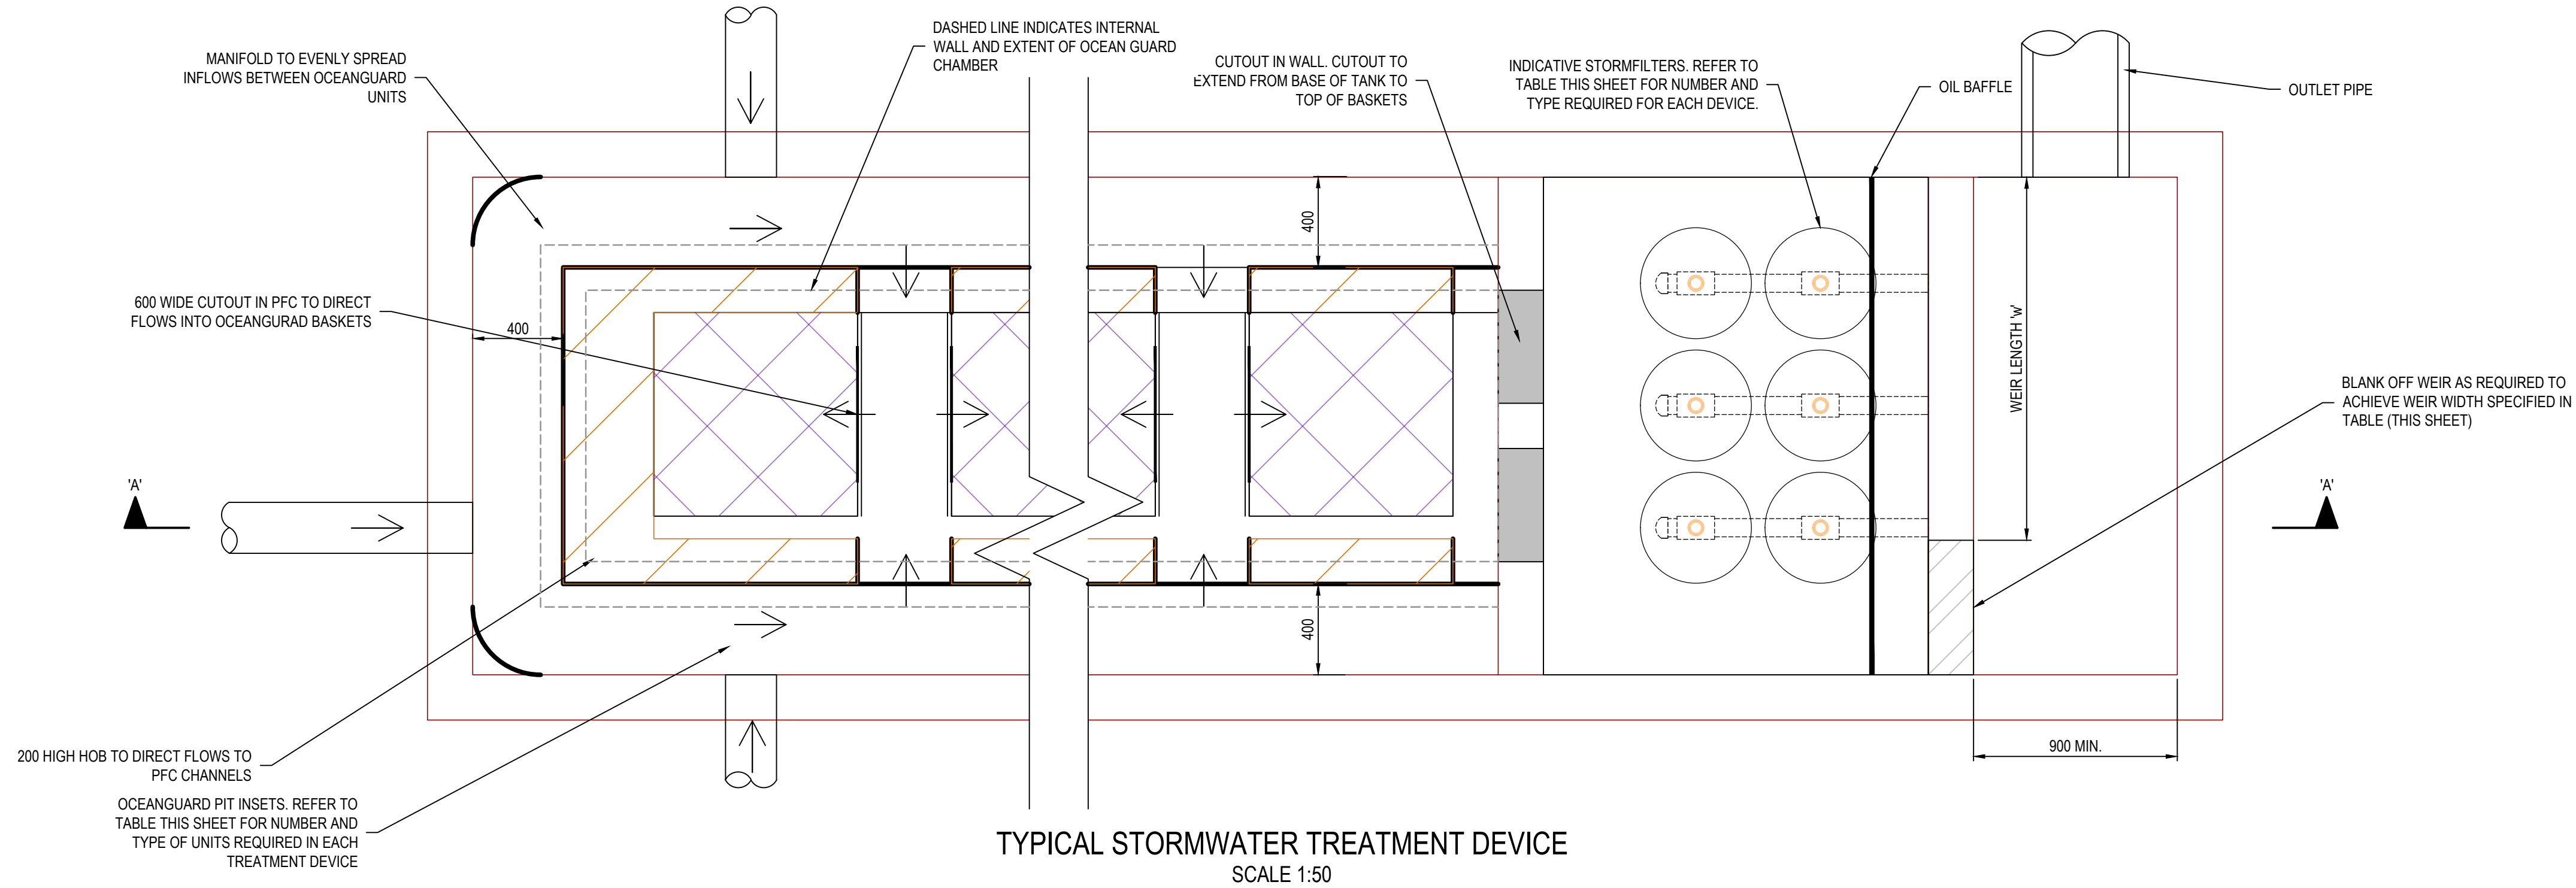 MANIFOLD TO EVENLY SPREAD
INFLOWS BETWEEN OCEANGUARD
UNITS
DASHED LINE INDICATES INTERNAL
WALL AND EXTENT OF OCEAN GUARD
CHAMBER
CUTOUT IN WALL. CUTOUT TO
EXTEND FROM BASE OF TANK TO
TOP OF BASKETS
INDICATIVE STORMFILTERS. REFER TO
TABLE THIS SHEET FOR NUMBER AND
TYPE REQUIRED FOR EACH DEVICE.
OIL BAFFLE
OUTLET PIPE
400
600 WIDE CUTOUT IN PFC TO DIRECT
FLOWS INTO OCEANGURAD BASKETS
400
WEIR LENGTH 'w'
BLANK OFF WEIR AS REQUIRED TO
ACHIEVE WEIR WIDTH SPECIFIED IN
TABLE (THIS SHEET)
'A'
'A'
400
200 HIGH HOB TO DIRECT FLOWS TO
PFC CHANNELS
900 MIN.
OCEANGUARD PIT INSETS. REFER TO
TABLE THIS SHEET FOR NUMBER AND
TYPE OF UNITS REQUIRED IN EACH
TREATMENT DEVICE
TYPICAL STORMWATER TREATMENT DEVICE
SCALE 1:50